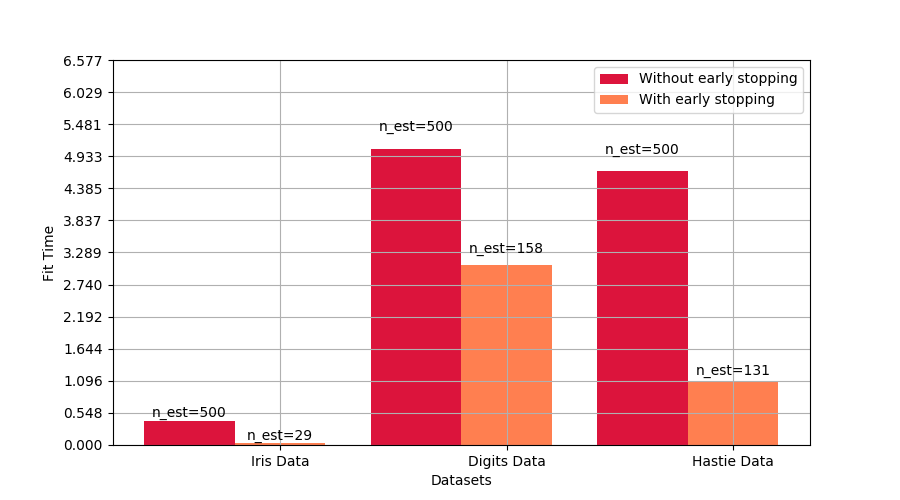 6.577
6.029
5.481
4.933
4.385
3.837
3.289
2.740
2.192
1.644
1.096
0.548
0.000
Fit Time
Without early stopping
With early stopping
n_est=500
n_est=500
n_est=158
n_est=131
n_est=500
n_est=29
Iris Data
Digits Data
Hastie Data
Datasets